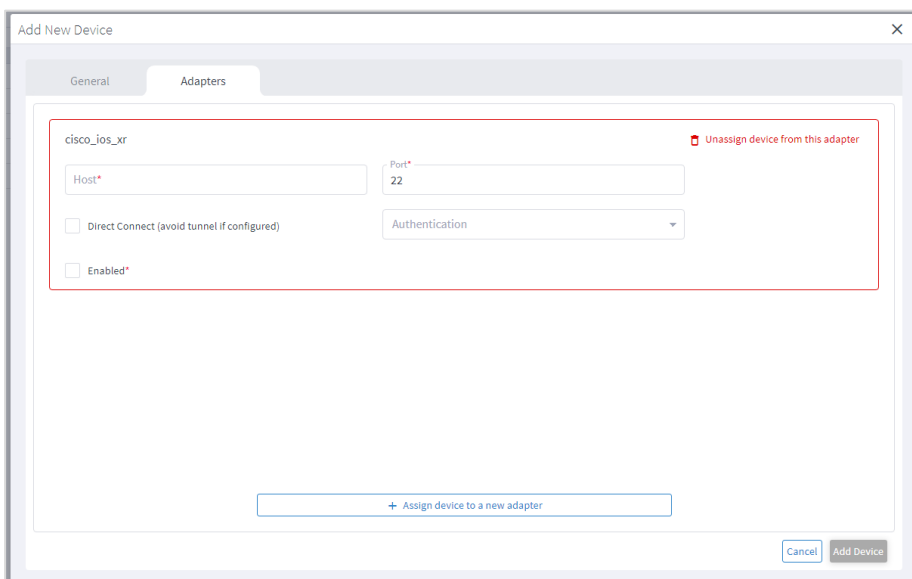 Add New Device
General
Adapters
cisco_ios_xr
Unassign device from this adapter
Host*
Port*
22
Direct Connect (avoid tunnel if configured)
Authentication
Enabled*
+ Assign device to a new adapter
Cancel
Add Device